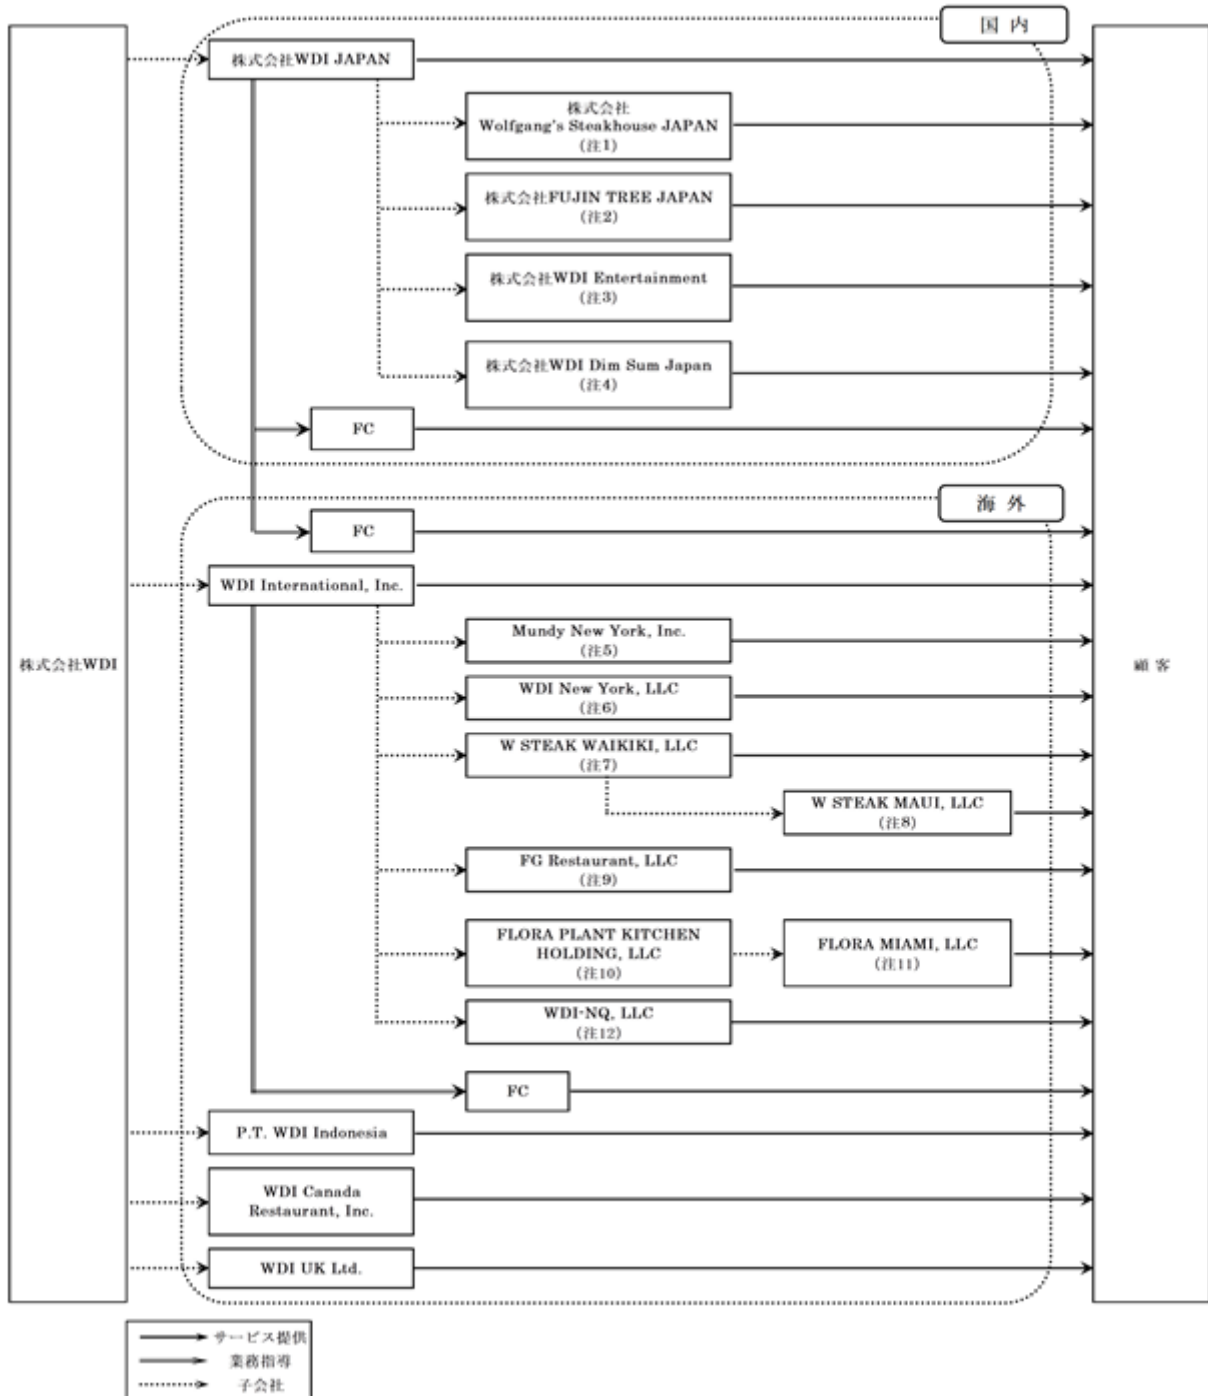 国内
株式会社WDI JAPAN
株式会社
Wolfgang's Steakhouse JAPAN
(注1)
株式会社FUJIN TREE JAPAN
(注2)
株式会社WDI Entertainment
(注3)
株式会社WDI Dim Sum Japan
(注4)
FC
海外
FC
WDI International, Inc.
Mundy New York, Inc.
(注5)
株式会社WDI
顧客
WDI New York, LLC
(注6)
W STEAK WAIKIKI, LLC
(注7)
W STEAK MAUI, LLC
(注8)
FG Restaurant, LLC
(注9)
FLORA PLANT KITCHEN
HOLDING, LLC
(注10)
FLORA MIAMI, LLC
(注11)
WDI-NQ, LLC
(注12)
FC
P.T. WDI Indonesia
WDI Canada
Restaurant, Inc.
WDI UK Ltd.
サービス提供
業務指導
子会社